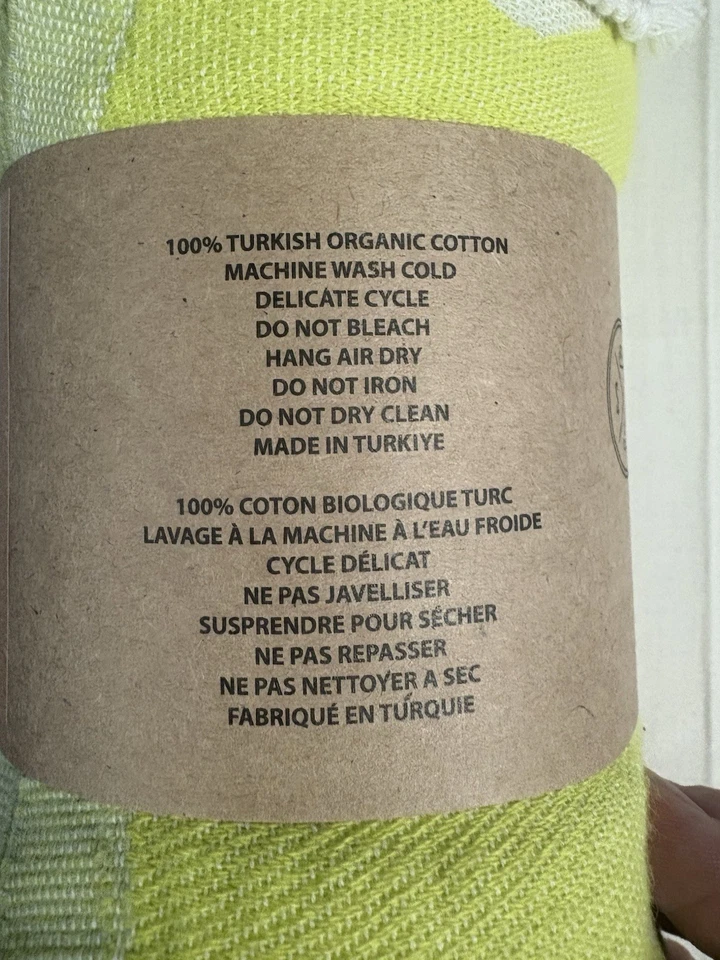 100% TURKISH ORGANIC COTTON
MACHINE WASH COLD
DELICATE CYCLE
DO NOT BLEACH
HANG AIR DRY
DO NOT IRON
DO NOT DRY CLEAN
MADE IN TURKIYE
100% COTON BIOLOGIQUE TURC
LAVAGE À LA MACHINE À L'EAU FROIDE
CYCLE DÉLICAT
NE PAS JAVELLISER
SUSPRENDRE POUR SÉCHER
NE PAS REPASSER
NE PAS NETTOYER A SEC
FABRIQUÉ EN TURQUIE